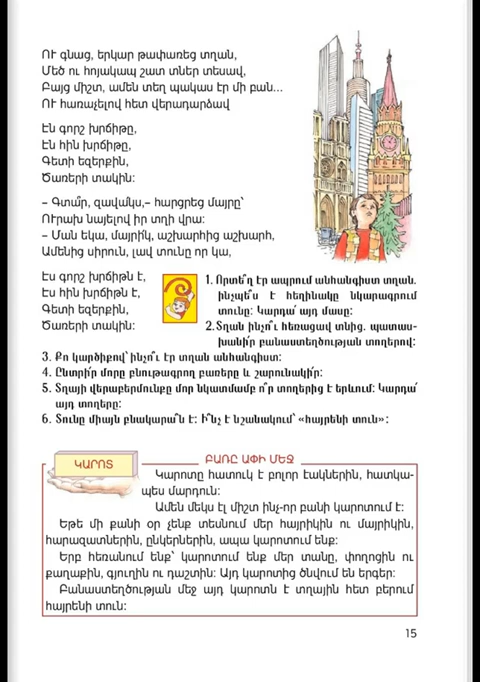 ՈՒ գնաց, երկար թափառեց տղան,
Մեծ ու հոյակապ շատ տներ տեսավ,
Բայց միշտ, ամեն տեղ պակաս էր մի բան...
ՈՒ հառաչելով հետ վերադարձավ
Էն գորշ խրճիթը,
Էն հին խրճիթը,
Գետի եզերքին,
Ծառերի տակին:
– Գտա՞ր, զավակս,– հարցրեց մայրը՝
ՈՒրախ նայելով իր տղի վրա:
– Ման եկա, մայրի՛կ, աշխարհից աշխարհ,
Ամենից սիրուն, լավ տունը որ կա,
Էս գորշ խրճիթն է,
Էս հին խրճիթն է,
Գետի եզերքին,
Ծառերի տակին:
1. Որտե՞ղ էր ապրում անհանգիստ տղան.
ինչպե՞ս է հեղինակը նկարագրում
տունը: Կարդա՛ այդ մասը:
2. Տղան ինչո՞ւ հեռացավ տնից. պատաս-
խանի՛ր բանաստեղծության տողերով:
3. Քո կարծիքով՝ ինչո՞ւ էր տղան անհանգիստ:
4. Ընտրի՛ր մորը բնութագրող բառերը և շարունակի՛ր:
5. Տղայի վերաբերմունքը մոր նկատմամբ ո՞ր տողերից է երևում: Կարդա՛
այդ տողերը:
6. Տունը միայն բնակարա՞ն է: Ի՞նչ է նշանակում՝ «հայրենի տուն»:
ԲԱՌԸ ԱՓԻ ՄԵՋ
ԿԱՐՈՏ
Կարոտը հատուկ է բոլոր էակներին, հատկա-
պես մարդուն:
Ամեն մեկս էլ միշտ ինչ-որ բանի կարոտում է:
Եթե մի քանի օր չենք տեսնում մեր հայրիկին ու մայրիկին,
հարազատներին, ընկերներին, ապա կարոտում ենք:
Երբ հեռանում ենք՝ կարոտում ենք մեր տանը, փողոցին ու
քաղաքին, գյուղին ու դաշտին: Այդ կարոտից ծնվում են երգեր:
Բանաստեղծության մեջ այդ կարոտն է տղային հետ բերում
հայրենի տուն:
15